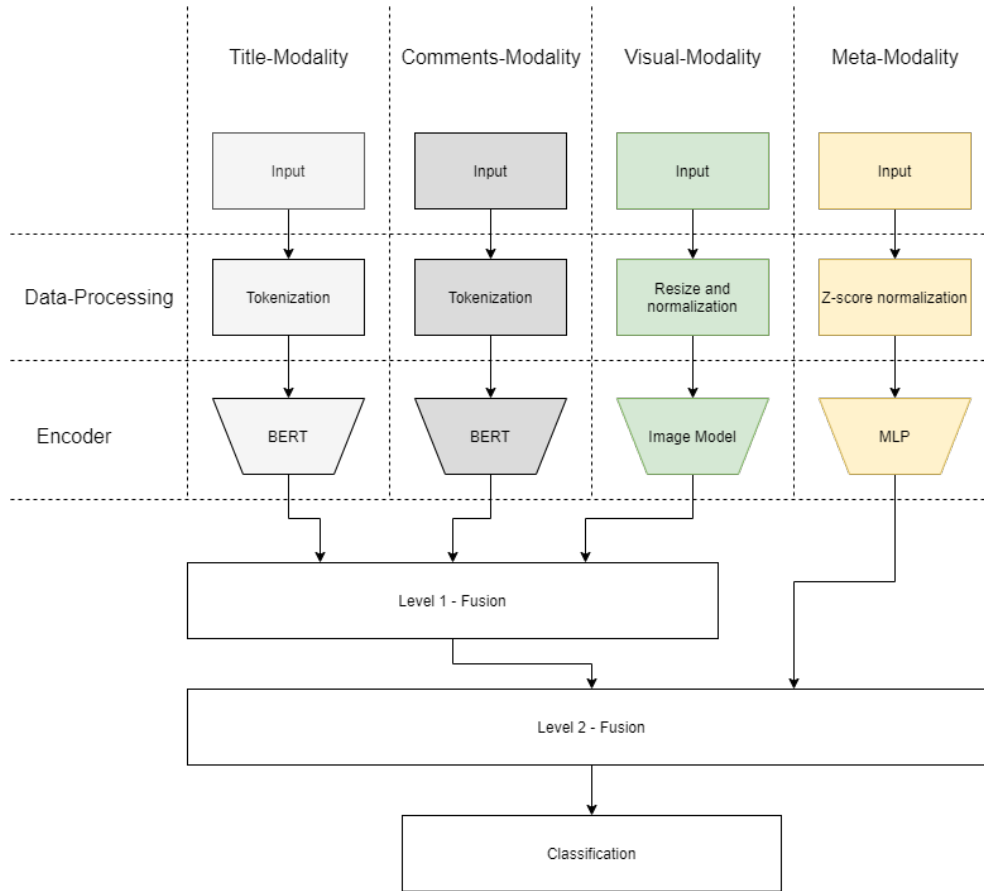 Title-Modality
Comments-Modality
Visual-Modality
Meta-Modality
Input
Input
Input
Input
Data-Processing
Tokenization
Tokenization
Resize and
normalization
Z-score normalization
Encoder
BERT
BERT
Image Model
MLP
Level 1 - Fusion
Level 2 - Fusion
Classification